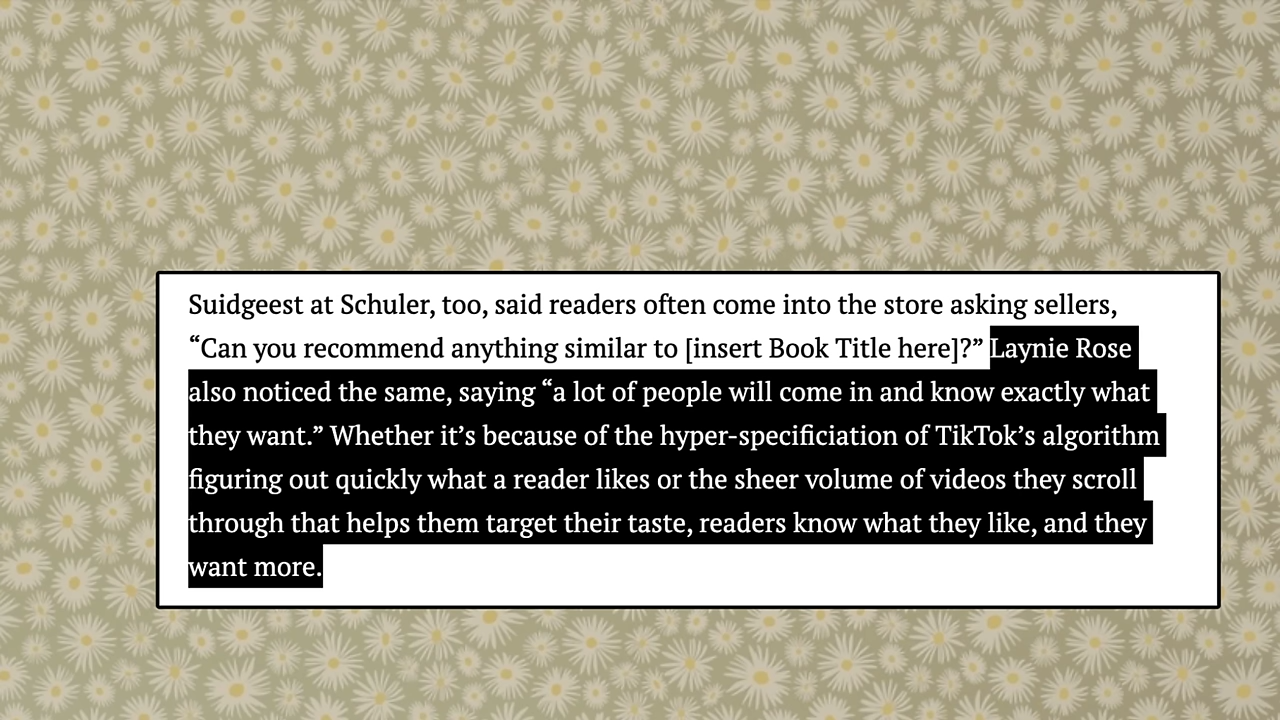 Suidgeest at Schuler, too, said readers often come into the store asking sellers,
“Can you recommend anything similar to [insert Book Title here]?” Laynie Rose
also noticed the same, saying “a lot of people will come in and know exactly what
they want.” Whether it’s because of the hyper-specificiation of TikTok’s algorithm
figuring out quickly what a reader likes or the sheer volume of videos they scroll
through that helps them target their taste, readers know what they like, and they
want more.